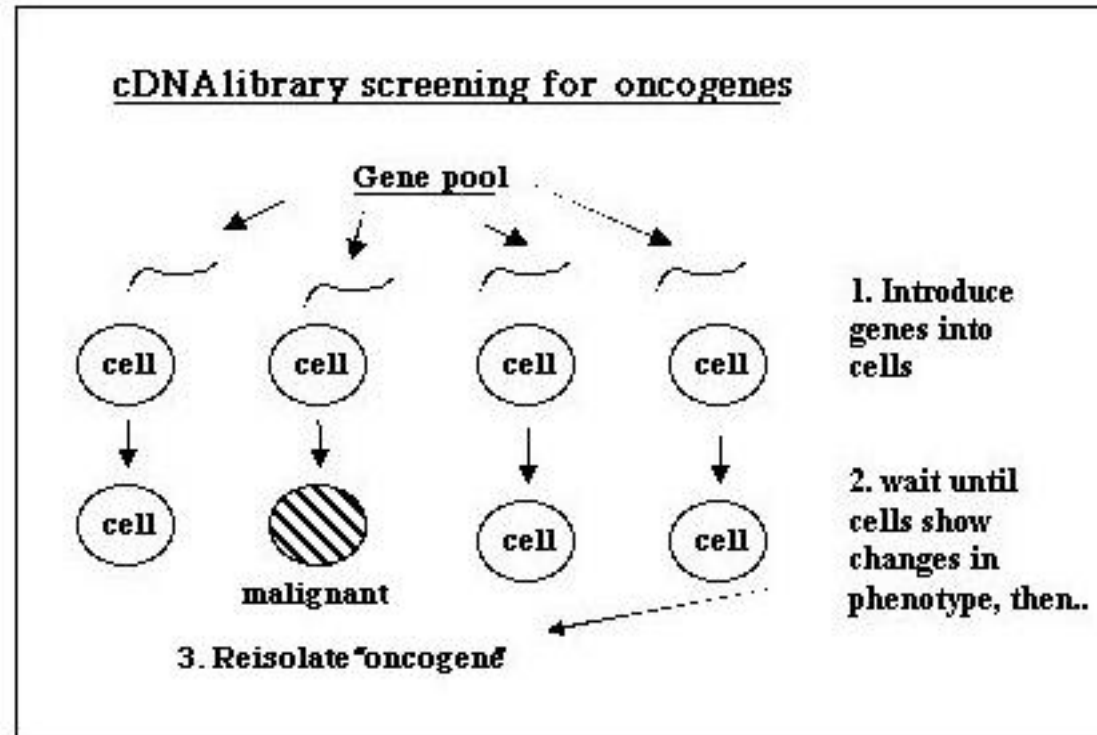 cDNA library screening for oncogenes
Gene pool
1. Introduce
genes into
cells
cell cell cell cell
cell cell cell
malignant
2. wait until
cells show
changes in
phenotype, then..
3. Reisolate "oncogene"